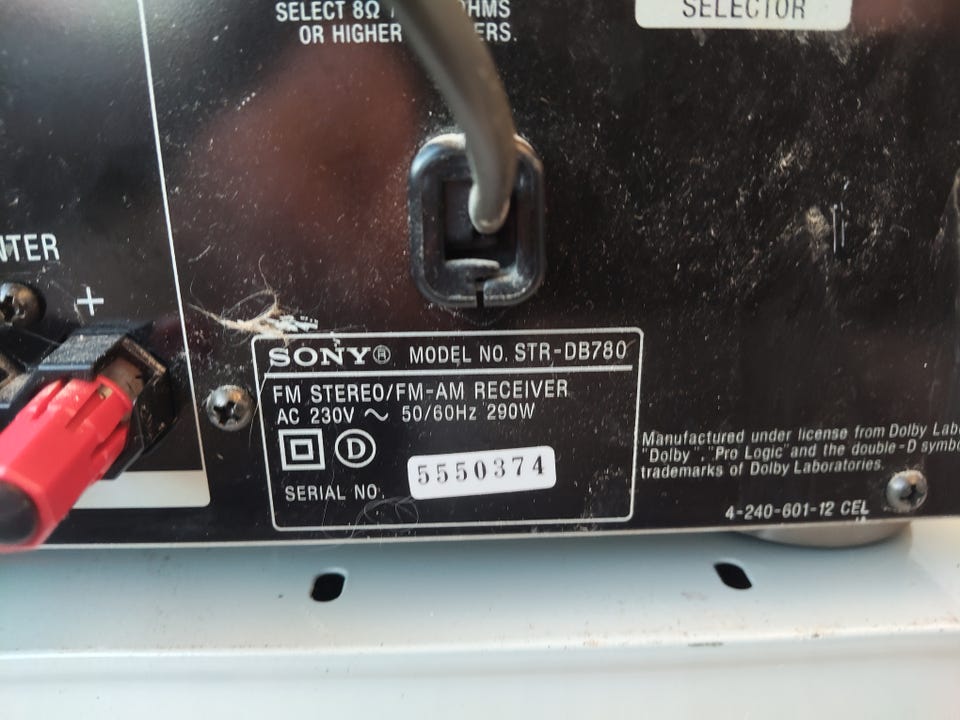 SELECT 8Ω OHMS
OR HIGHER
SELECTOR
+
SONY® MODEL NO. STR-DB780
FM STEREO/FM-AM RECEIVER
AC 230V ~ 50/60Hz 290W
D
SERIAL NO. 5550374
Manufactured under license from Dolby
"Dolby", "Pro Logic" and the double-D
trademarks of Dolby Laboratories.
4-240-601-12 CEL